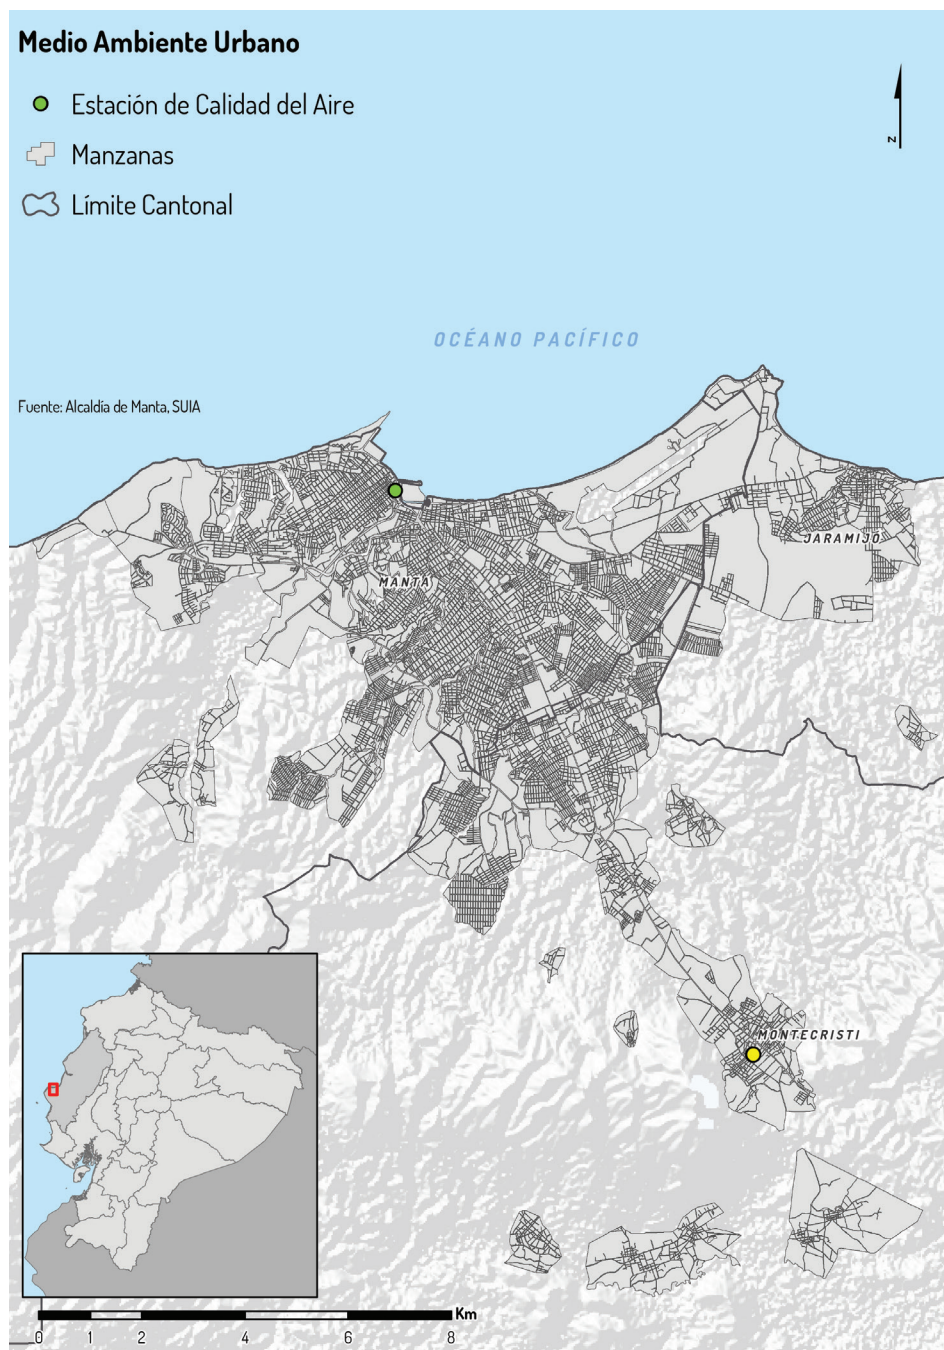 Medio Ambiente Urbano
Estación de Calidad del Aire
Manzanas
Límite Cantonal
N
OCÉANO PACÍFICO
Fuente: Alcaldía de Manta, SUIA
JARAMIJÓ
MANTA
MONTECRISTI
Km
0 1 2 4 6 8